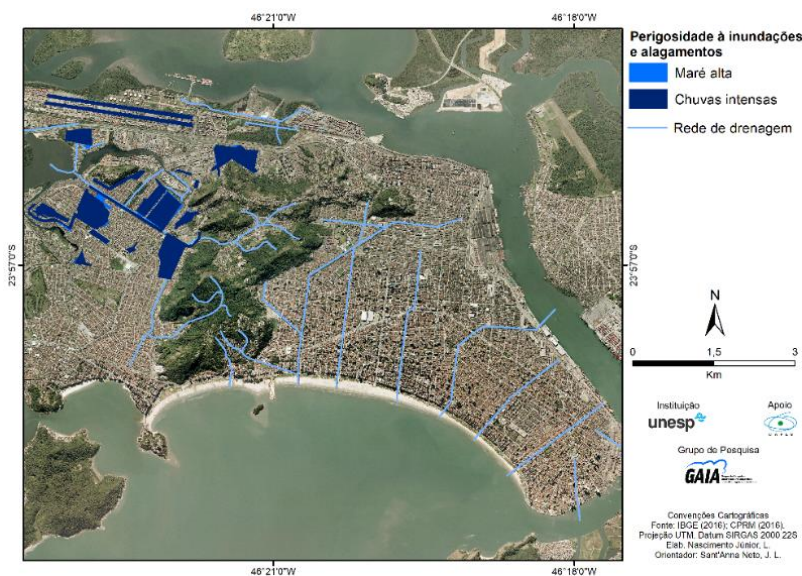 46°21'0"W
46°18'0"W
Perigosidade à inundações
e alagamentos
Maré alta
Chuvas intensas
Rede de drenagem
23°57'0"S
23°57'0"S
N
0
1,5
3
Km
Instituição
unesp
Apoio
Grupo de Pesquisa
GAIA
Convenções Cartográficas
Fonte: IBGE (2016); CPRM (2016).
Projeção UTM. Datum SIRGAS 2000 22S
Elab. Nascimento Júnior, L.
Orientador: Sant'Anna Neto, J. L.
46°21'0"W
46°18'0"W